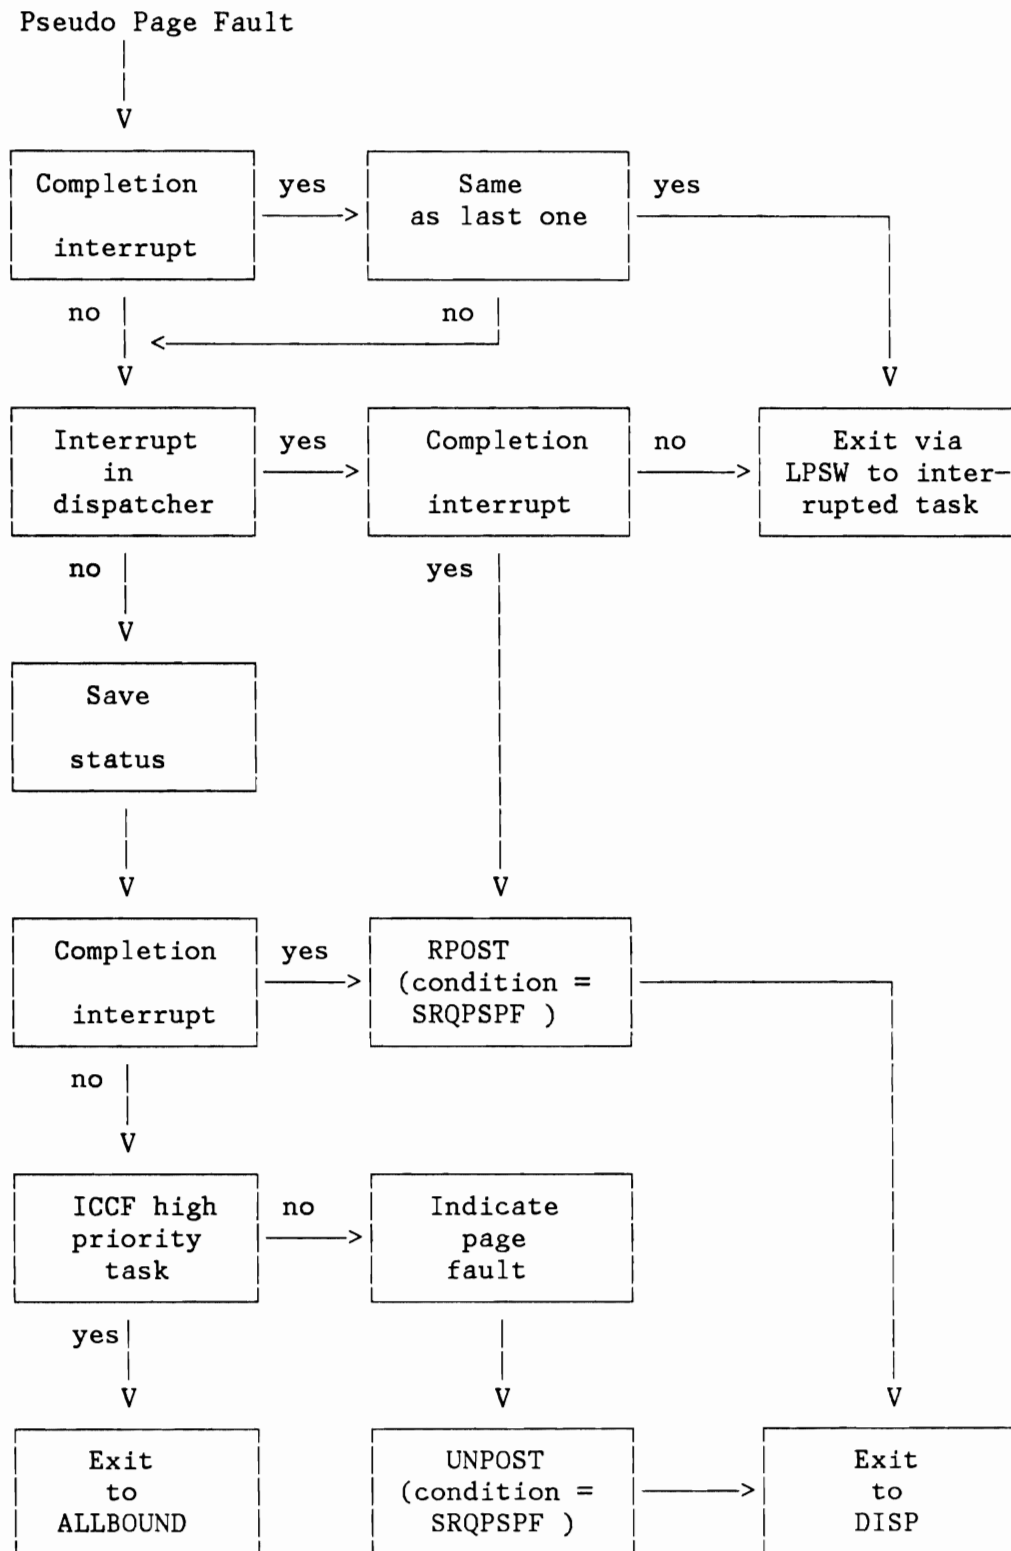 Pseudo Page Fault
V
Completion
interrupt
yes
>
Same
as last one
yes
no
no
<
V
V
Interrupt
in
dispatcher
yes
>
Completion
interrupt
no
>
Exit via
LPSW to inter-
rupted task
no
yes
V
Save
status
V
V
Completion
interrupt
yes
>
RPOST
(condition =
SRQPSPF )
no
V
ICCF high
priority
task
no
>
Indicate
page
fault
yes
V
V
V
Exit
to
ALLBOUND
UNPOST
(condition =
SRQPSPF )
>
Exit
to
DISP